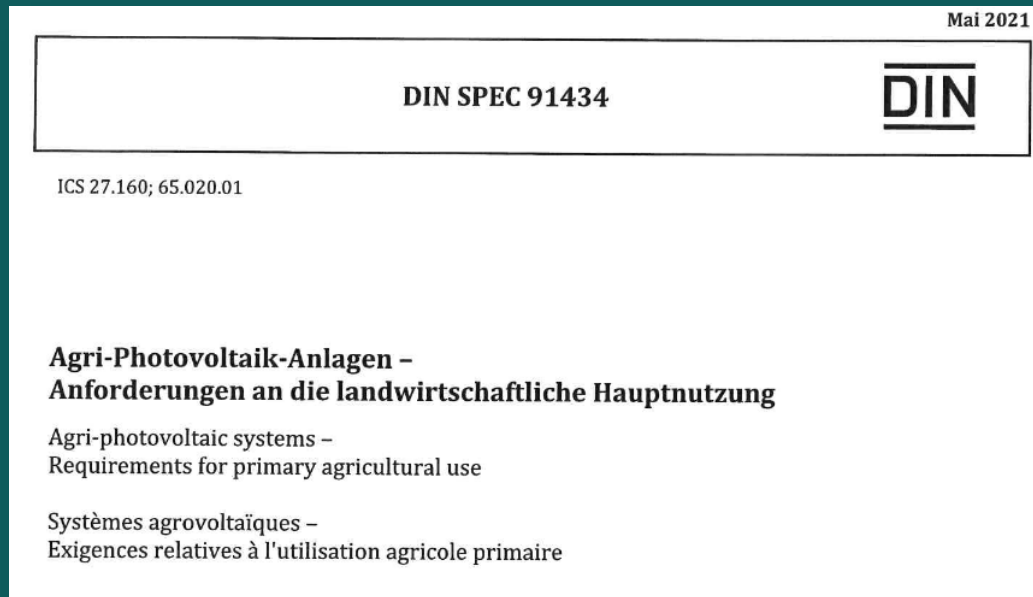 Mai 2021
DIN SPEC 91434
DIN
ICS 27.160; 65.020.01
Agri-Photovoltaik-Anlagen –
Anforderungen an die landwirtschaftliche Hauptnutzung
Agri-photovoltaic systems –
Requirements for primary agricultural use
Systèmes agrovoltaïques –
Exigences relatives à l'utilisation agricole primaire